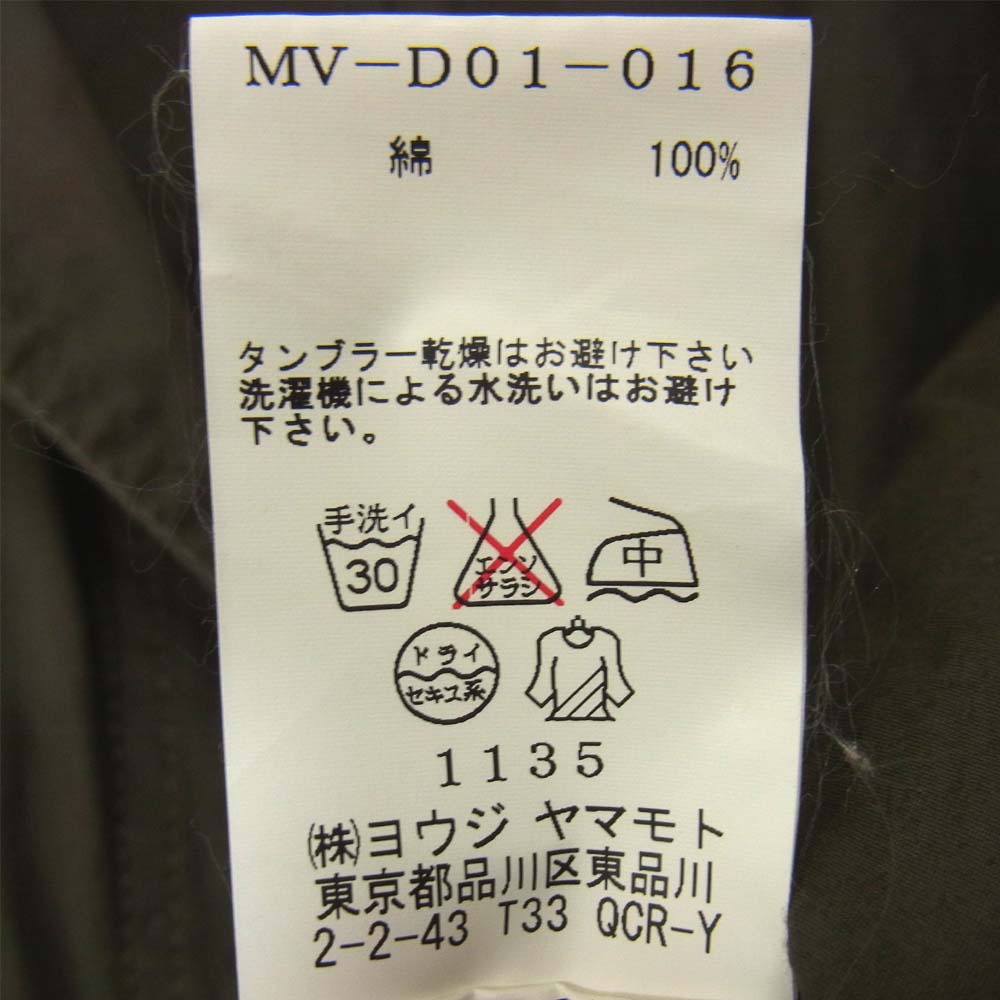 MV-D01-016
綿 100%
タンブラー乾燥はお避け下さい
洗濯機による水洗いはお避け
下さい。
手洗イ
30
エンソ
サラシ
中
ドライ
セキユ系
1135
(株)ヨウジ ヤマモト
東京都品川区東品川
2-2-43 T33 QCR-Y